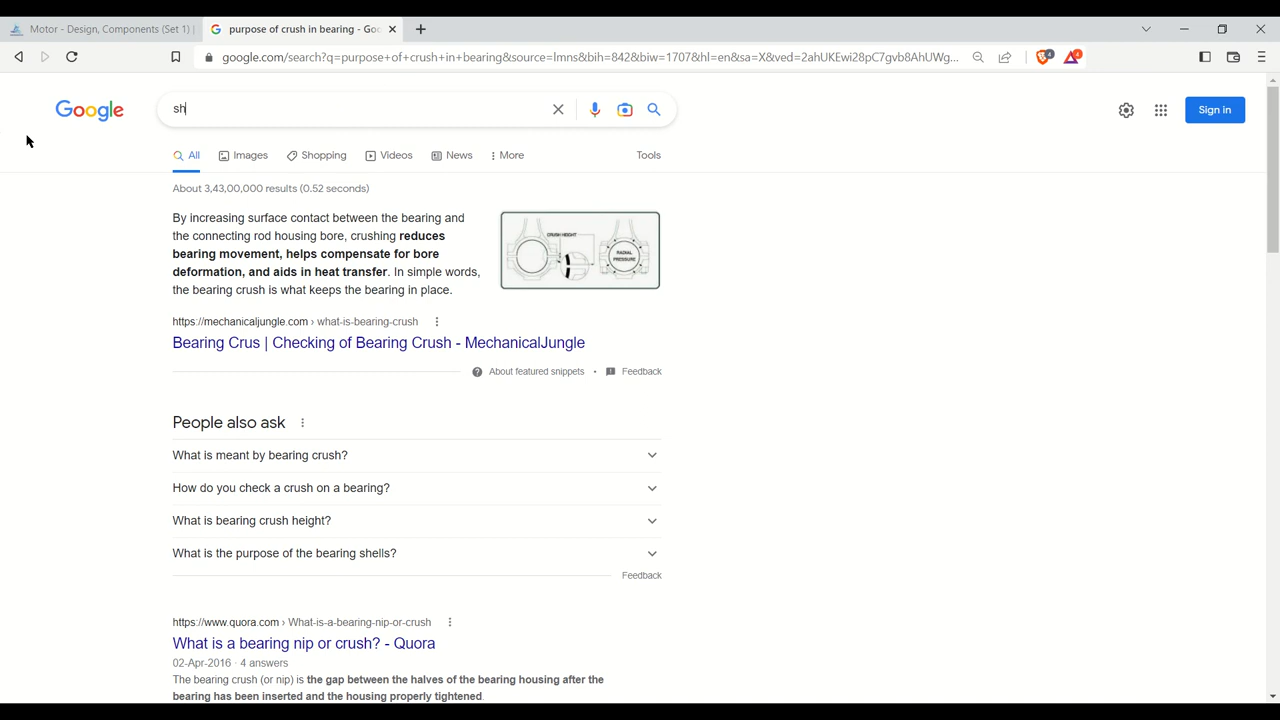 Motor - Design, Components (Set 1) |
purpose of crush in bearing - Goo
google.com/search?q=purpose+of+crush+in+bearing&source=lmns&bih=842&biw=1707&hl=en&sa=X&ved=2ahUKEwi28pC7gvb8AhUWg...
4
4
Google
sh
Sign in
All
Images
Shopping
Videos
News
More
Tools
About 3,43,00,000 results (0.52 seconds)
By increasing surface contact between the bearing and
the connecting rod housing bore, crushing reduces
bearing movement, helps compensate for bore
deformation, and aids in heat transfer. In simple words,
the bearing crush is what keeps the bearing in place.
CRUSH HEIGHT
RADIAL
PRESSURE
https://mechanicaljungle.com › what-is-bearing-crush
Bearing Crus | Checking of Bearing Crush - MechanicalJungle
About featured snippets • Feedback
People also ask
What is meant by bearing crush?
How do you check a crush on a bearing?
What is bearing crush height?
What is the purpose of the bearing shells?
Feedback
https://www.quora.com › What-is-a-bearing-nip-or-crush
What is a bearing nip or crush? - Quora
02-Apr-2016 · 4 answers
The bearing crush (or nip) is the gap between the halves of the bearing housing after the
bearing has been inserted and the housing properly tightened.